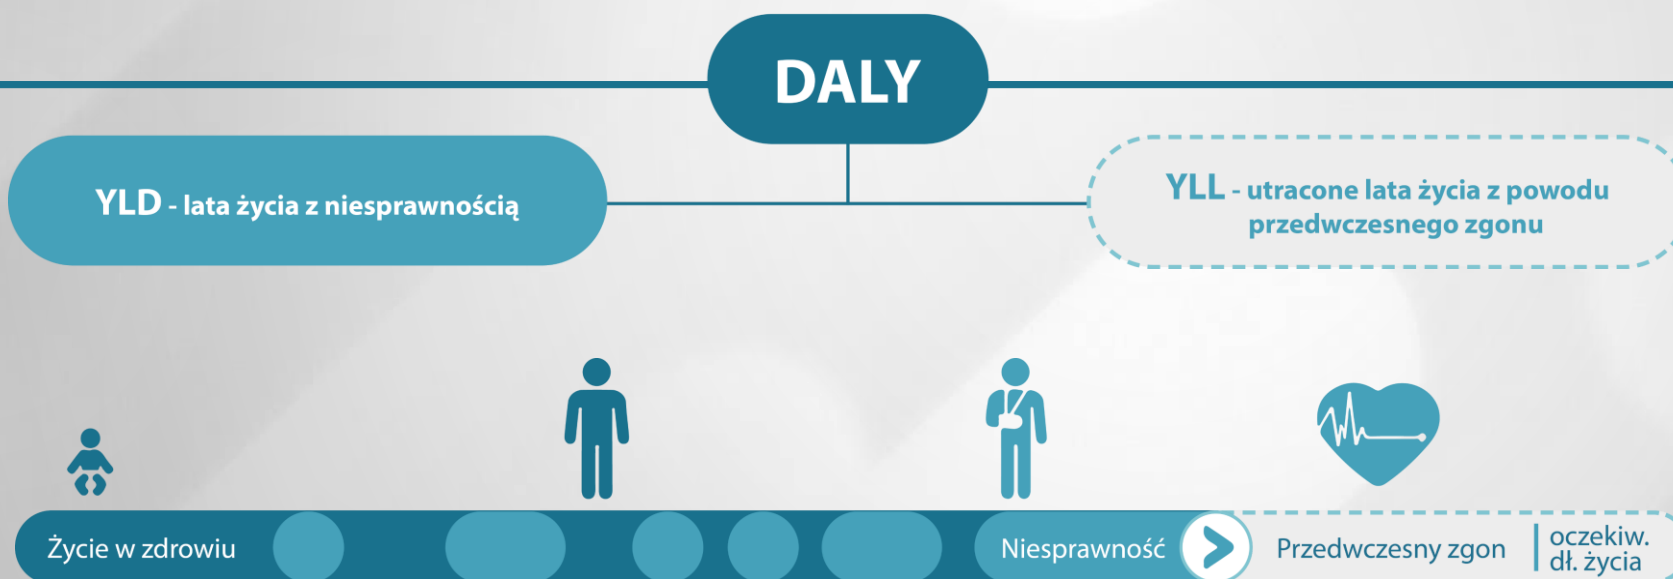 DALY
YLD - lata życia z niesprawnością
YLL - utracone lata życia z powodu
przedwczesnego zgonu
Życie w zdrowiu
Niesprawność
Przedwczesny zgon
oczekiw.
dł. życia